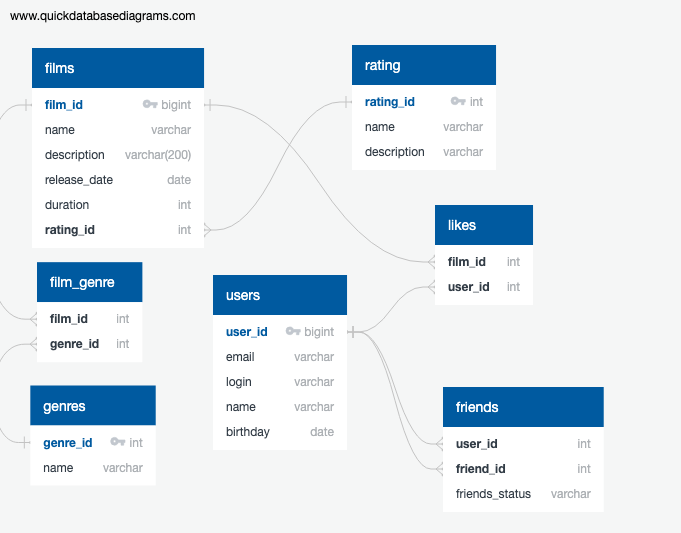 www.quickdatabasediagrams.com
films
film_id bigint
name varchar
description varchar(200)
release_date date
duration int
rating_id int
rating
rating_id int
name varchar
description varchar
likes
film_id int
user_id int
film_genre
film_id int
genre_id int
users
user_id bigint
email varchar
login varchar
name varchar
birthday date
genres
genre_id int
name varchar
friends
user_id int
friend_id int
friends_status varchar